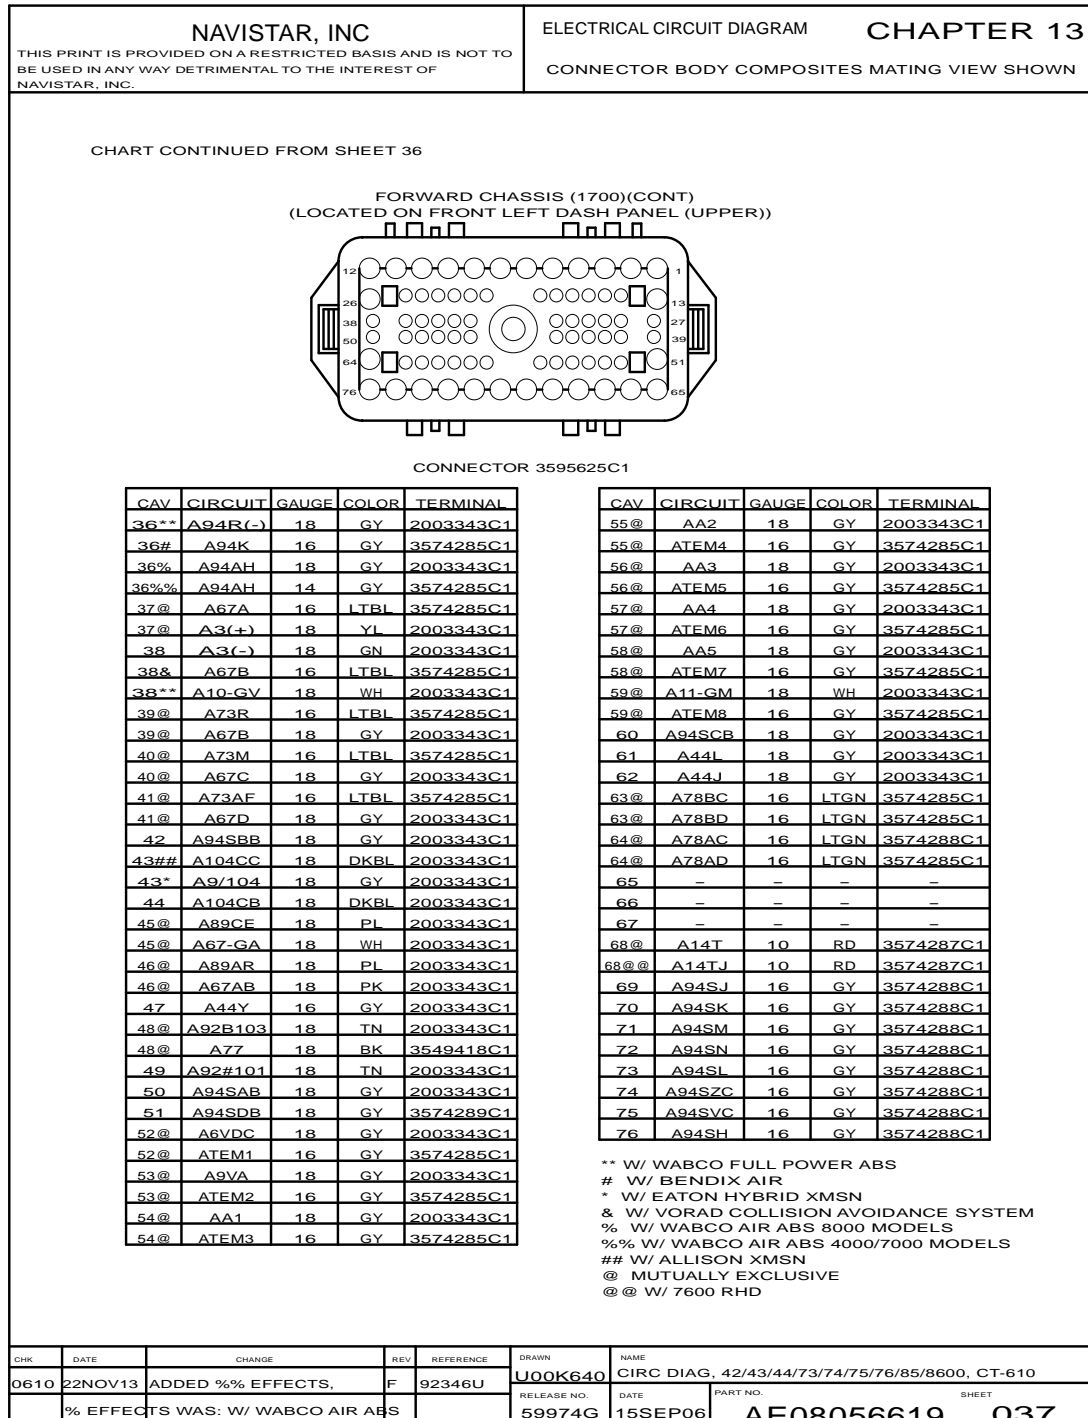 NAVISTAR, INC
THIS PRINT IS PROVIDED ON A RESTRICTED BASIS AND IS NOT TO
BE USED IN ANY WAY DETRIMENTAL TO THE INTEREST OF
NAVISTAR, INC.
ELECTRICAL CIRCUIT DIAGRAM CHAPTER 13
CONNECTOR BODY COMPOSITES MATING VIEW SHOWN
CHART CONTINUED FROM SHEET 36
FORWARD CHASSIS (1700)(CONT)
(LOCATED ON FRONT LEFT DASH PANEL (UPPER))
12 1
26 13
38 27
50 39
64 51
76 65
CONNECTOR 3595625C1
CAV CIRCUIT GAUGE COLOR TERMINAL
36** A94R(-) 18 GY 2003343C1
36# A94K 16 GY 3574285C1
36% A94AH 18 GY 2003343C1
36%% A94AH 14 GY 3574285C1
37@ A67A 16 LTBL 3574285C1
37@ A3(+) 18 YL 2003343C1
38 A3(-) 18 GN 2003343C1
38& A67B 16 LTBL 3574285C1
38** A10-GV 18 WH 2003343C1
39@ A73R 16 LTBL 3574285C1
39@ A67B 18 GY 2003343C1
40@ A73M 16 LTBL 3574285C1
40@ A67C 18 GY 2003343C1
41@ A73AF 16 LTBL 3574285C1
41@ A67D 18 GY 2003343C1
42 A94SBB 18 GY 2003343C1
43## A104CC 18 DKBL 2003343C1
43* A9/104 18 GY 2003343C1
44 A104CB 18 DKBL 2003343C1
45@ A89CE 18 PL 2003343C1
45@ A67-GA 18 WH 2003343C1
46@ A89AR 18 PL 2003343C1
46@ A67AB 18 PK 2003343C1
47 A44Y 16 GY 2003343C1
48@ A92B103 18 TN 2003343C1
48@ A77 18 BK 3549418C1
49 A92#101 18 TN 2003343C1
50 A94SAB 18 GY 2003343C1
51 A94SDB 18 GY 3574289C1
52@ A6VDC 18 GY 2003343C1
52@ ATEM1 16 GY 3574285C1
53@ A9VA 18 GY 2003343C1
53@ ATEM2 16 GY 3574285C1
54@ AA1 18 GY 2003343C1
54@ ATEM3 16 GY 3574285C1
CAV CIRCUIT GAUGE COLOR TERMINAL
55@ AA2 18 GY 2003343C1
55@ ATEM4 16 GY 3574285C1
56@ AA3 18 GY 2003343C1
56@ ATEM5 16 GY 3574285C1
57@ AA4 18 GY 2003343C1
57@ ATEM6 16 GY 3574285C1
58@ AA5 18 GY 2003343C1
58@ ATEM7 16 GY 3574285C1
59@ A11-GM 18 WH 2003343C1
59@ ATEM8 16 GY 3574285C1
60 A94SCB 18 GY 2003343C1
61 A44L 18 GY 2003343C1
62 A44J 18 GY 2003343C1
63@ A78BC 16 LTGN 3574285C1
63@ A78BD 16 LTGN 3574285C1
64@ A78AC 16 LTGN 3574288C1
64@ A78AD 16 LTGN 3574285C1
65 – – – –
66 – – – –
67 – – – –
68@ A14T 10 RD 3574287C1
68@@ A14TJ 10 RD 3574287C1
69 A94SJ 16 GY 3574288C1
70 A94SK 16 GY 3574288C1
71 A94SM 16 GY 3574288C1
72 A94SN 16 GY 3574288C1
73 A94SL 16 GY 3574288C1
74 A94SZC 16 GY 3574288C1
75 A94SVC 16 GY 3574288C1
76 A94SH 16 GY 3574288C1
** W/ WABCO FULL POWER ABS
# W/ BENDIX AIR
* W/ EATON HYBRID XMSN
& W/ VORAD COLLISION AVOIDANCE SYSTEM
% W/ WABCO AIR ABS 8000 MODELS
%% W/ WABCO AIR ABS 4000/7000 MODELS
## W/ ALLISON XMSN
@ MUTUALLY EXCLUSIVE
@@ W/ 7600 RHD
CHK DATE CHANGE REV REFERENCE
0610 22NOV13 ADDED %% EFFECTS, F 92346U
% EFFECTS WAS: W/ WABCO AIR ABS
DRAWN NAME
U00K640 CIRC DIAG, 42/43/44/73/74/75/76/85/8600, CT-610
RELEASE NO. DATE PART NO. SHEET
59974G 15SEP06 AE08056619 037